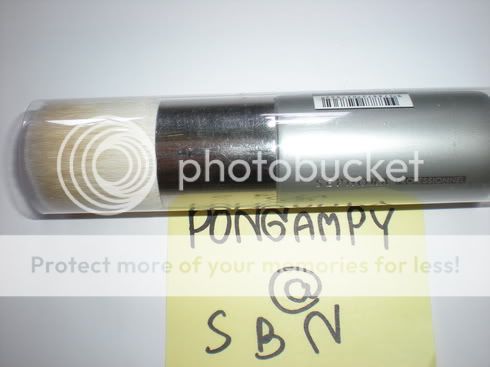 photobucket
PONGAMPY
Protect more of your memories for less!
@
SBN